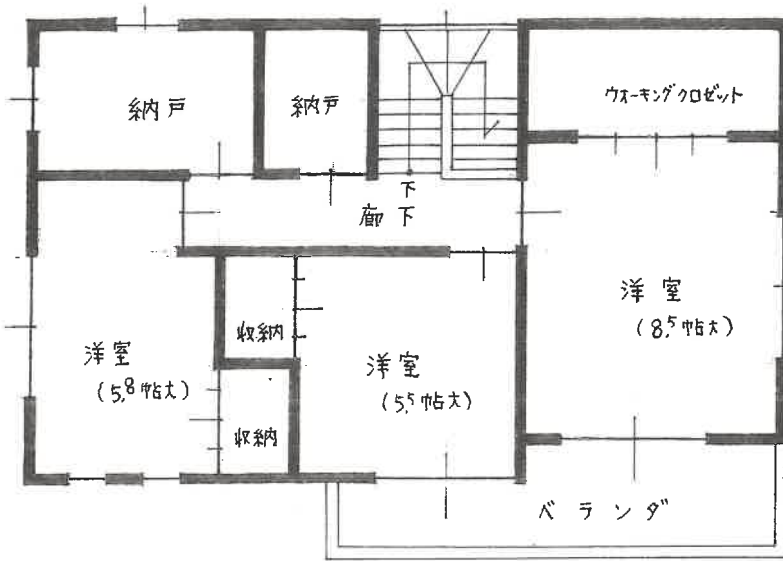 納戸
納戸
ウオーキングクロゼット
下
廊下
洋室
(8.5帖大)
収納
洋室
(5.8帖大)
洋室
(5.5帖大)
収納
ベランダ